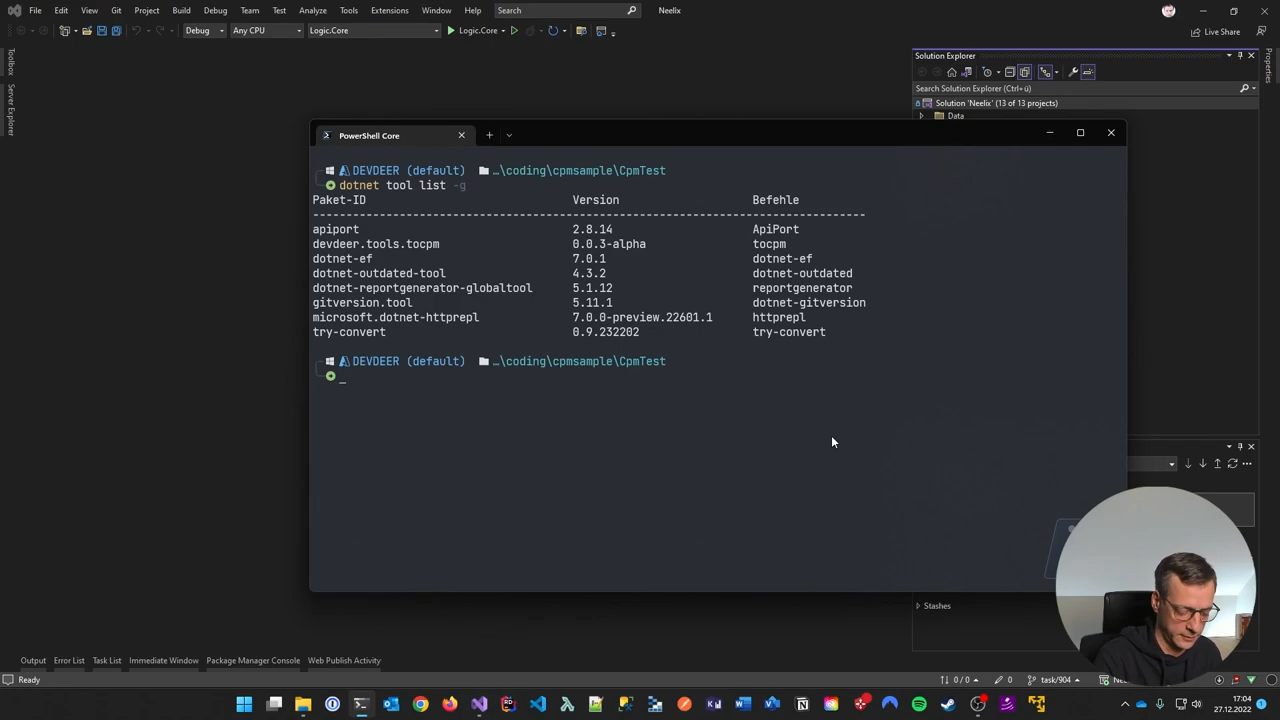 File Edit View Git Project Build Debug Team Test Analyze Tools Extensions Window Help Search Neelix
Debug Any CPU Logic.Core Logic.Core Live Share
Toolbox
Server Explorer
Properties
Solution Explorer
Search Solution Explorer (Ctrl+ü)
Solution 'Neelix' (13 of 13 projects)
Data
PowerShell Core
DEVDEER (default) …\coding\cpmsample\CpmTest
dotnet tool list -g
Paket-ID Version Befehle
--------------------------------------------------------------------------------
apiport 2.8.14 ApiPort
devdeer.tools.tocpm 0.0.3-alpha tocpm
dotnet-ef 7.0.1 dotnet-ef
dotnet-outdated-tool 4.3.2 dotnet-outdated
dotnet-reportgenerator-globaltool 5.1.12 reportgenerator
gitversion.tool 5.11.1 dotnet-gitversion
microsoft.dotnet-httprepl 7.0.0-preview.22601.1 httprepl
try-convert 0.9.232202 try-convert
DEVDEER (default) …\coding\cpmsample\CpmTest
_
Stashes
Output Error List Task List Immediate Window Package Manager Console Web Publish Activity
Ready 0 / 0 0 task/904
17:04
27.12.2022